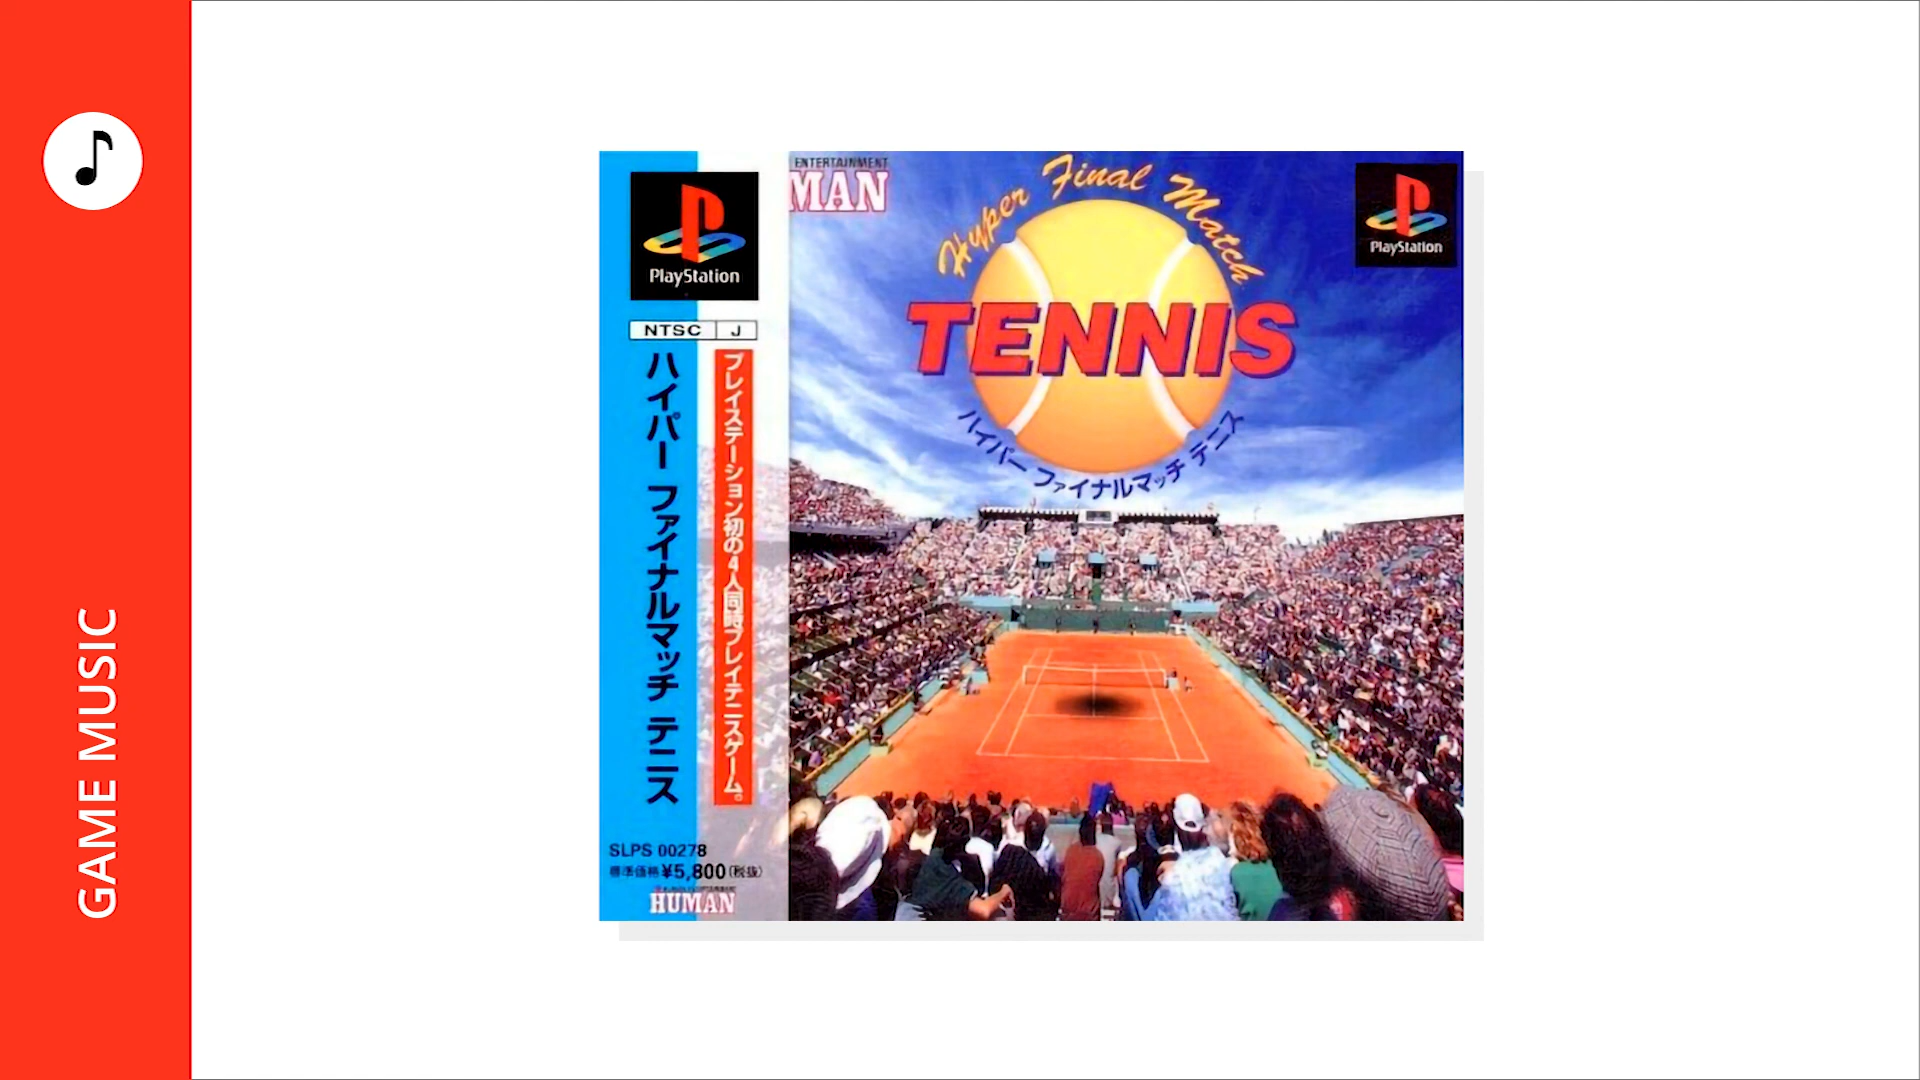 GAME MUSIC
PlayStation
NTSC J
ハイパー ファイナルマッチ テニス
プレイステーション初の4人同時プレイテニスゲーム。
SLPS 00278
標準価格¥5,800(税抜)
HUMAN
ENTERTAINMENT
MAN
Hyper Final Match
TENNIS
ハイパー ファイナルマッチ テニス
PlayStation